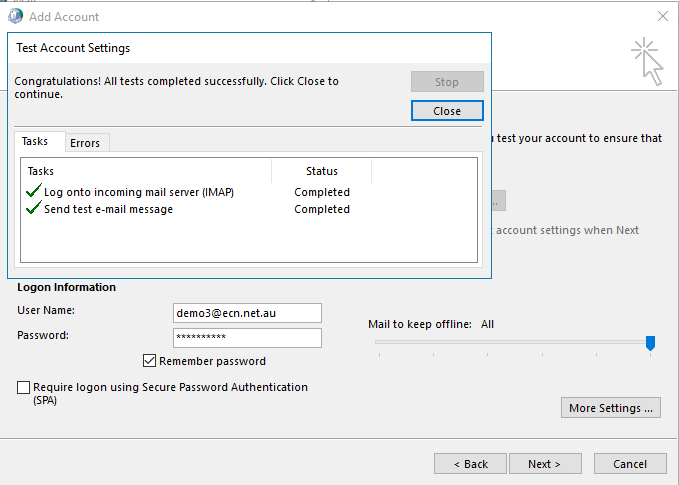 Add Account
Test Account Settings
Congratulations! All tests completed successfully. Click Close to
continue.
Stop
Close
Tasks
Errors
Tasks Status
Log onto incoming mail server (IMAP) Completed
Send test e-mail message Completed
test your account to ensure that
...
account settings when Next
Logon Information
User Name: demo3@ecn.net.au
Password: **********
Remember password
Require logon using Secure Password Authentication
(SPA)
Mail to keep offline: All
More Settings ...
< Back Next > Cancel